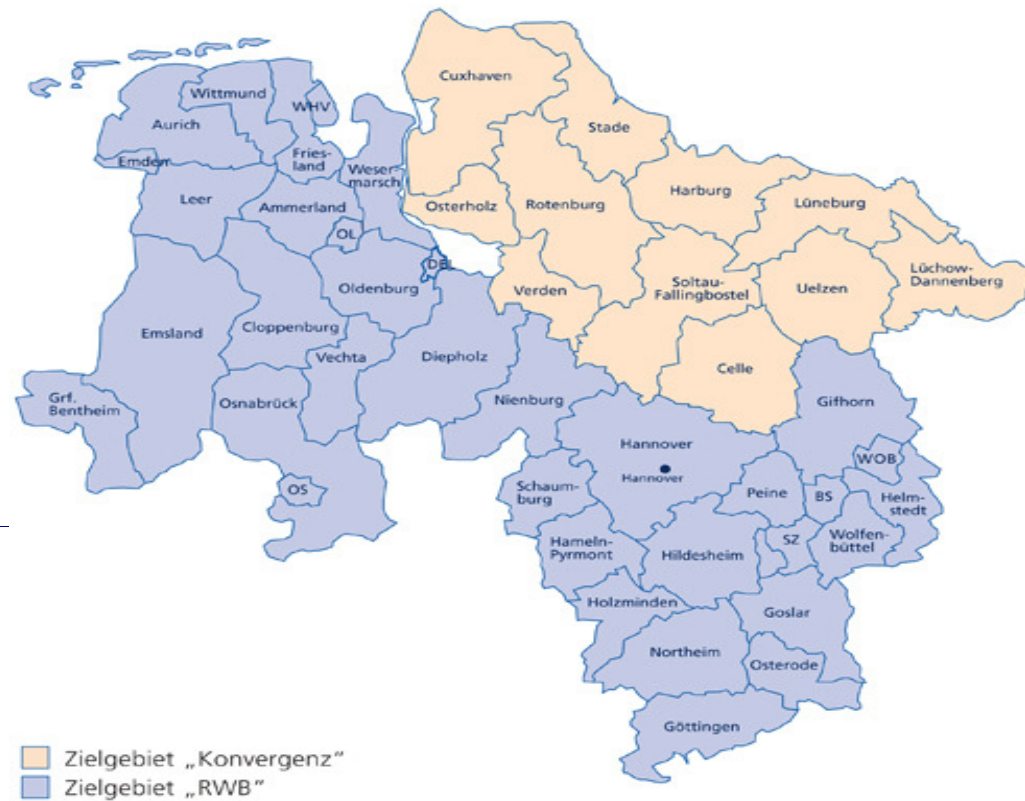 Cuxhaven
Wittmund
WHV
Aurich
Stade
Emden
Fries-
land
Weser-
marsch
Leer
Ammerland
Osterholz
Rotenburg
Harburg
Lüneburg
OL
DEL
Oldenburg
Verden
Soltau-
Fallingbostel
Uelzen
Lüchow-
Dannenberg
Emsland
Cloppenburg
Vechta
Diepholz
Celle
Grf.
Bentheim
Osnabrück
Nienburg
Gifhorn
Hannover
Hannover
WOB
OS
Schaum-
burg
Peine
BS
Helm-
stedt
Hameln-
Pyrmont
Hildesheim
SZ
Wolfen-
büttel
Holzminden
Goslar
Northeim
Osterode
Göttingen
Zielgebiet „Konvergenz“
Zielgebiet „RWB“